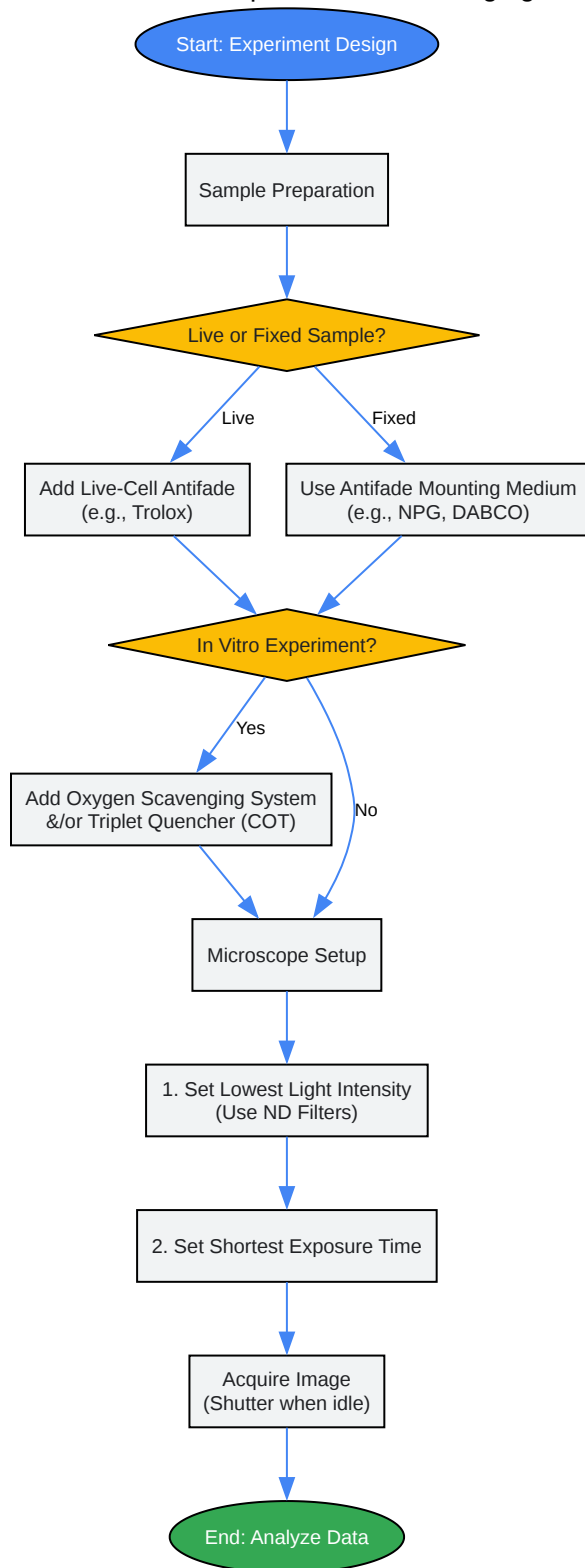 Start: Experiment Design
Sample Preparation
Live or Fixed Sample?
Live
Fixed
Add Live-Cell Antifade
(e.g., Trolox)
Use Antifade Mounting Medium
(e.g., NPG, DABCO)
In Vitro Experiment?
Yes
No
Add Oxygen Scavenging System
&/or Triplet Quencher (COT)
Microscope Setup
1. Set Lowest Light Intensity
(Use ND Filters)
2. Set Shortest Exposure Time
Acquire Image
(Shutter when idle)
End: Analyze Data